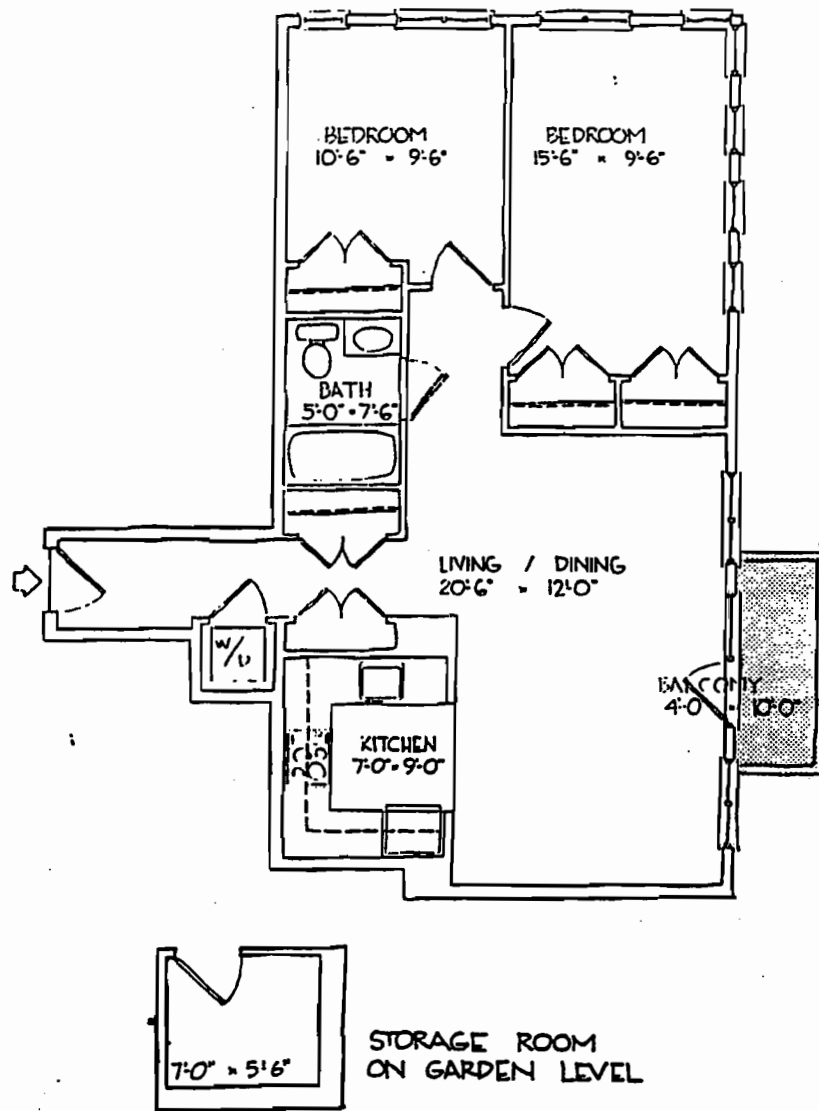 BEDROOM
10'-6" × 9'-6"
BEDROOM
15'-6" × 9'-6"
BATH
5'-0" × 7'-6"
LIVING / DINING
20'-6" × 12'-0"
W/D
BALCONY
4'-0" 10'-0"
KITCHEN
7'-0" × 9'-0"
7'-0" × 5'-6"
STORAGE ROOM
ON GARDEN LEVEL